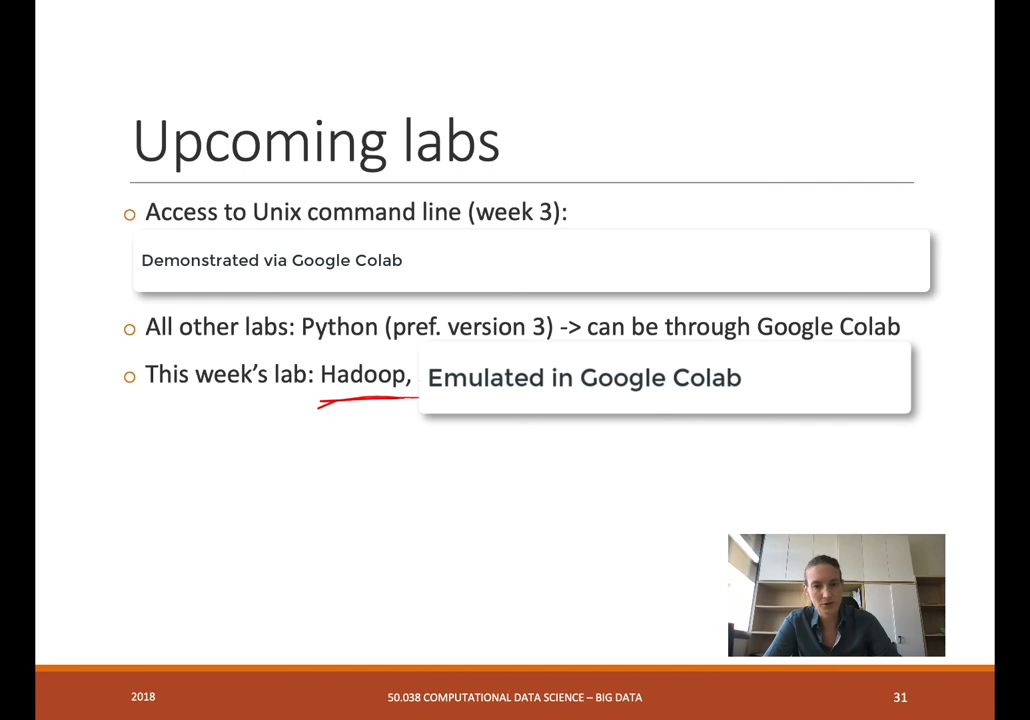 Upcoming labs
Access to Unix command line (week 3):
Demonstrated via Google Colab
All other labs: Python (pref. version 3) -> can be through Google Colab
This week's lab: Hadoop, Emulated in Google Colab
2018 50.038 COMPUTATIONAL DATA SCIENCE – BIG DATA 31